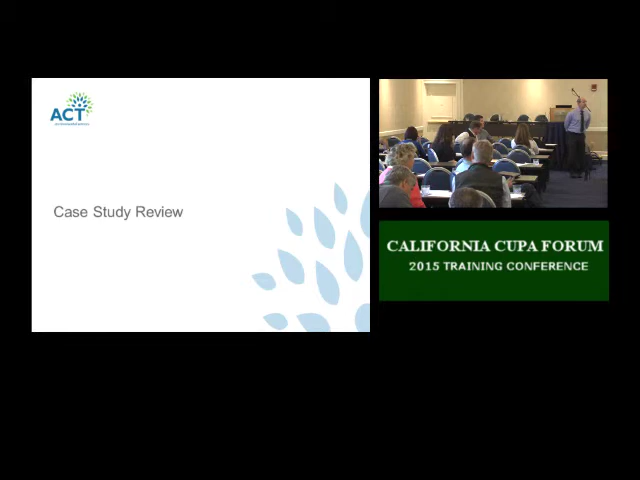 ACT
Case Study Review
CALIFORNIA CUPA FORUM
2015 TRAINING CONFERENCE